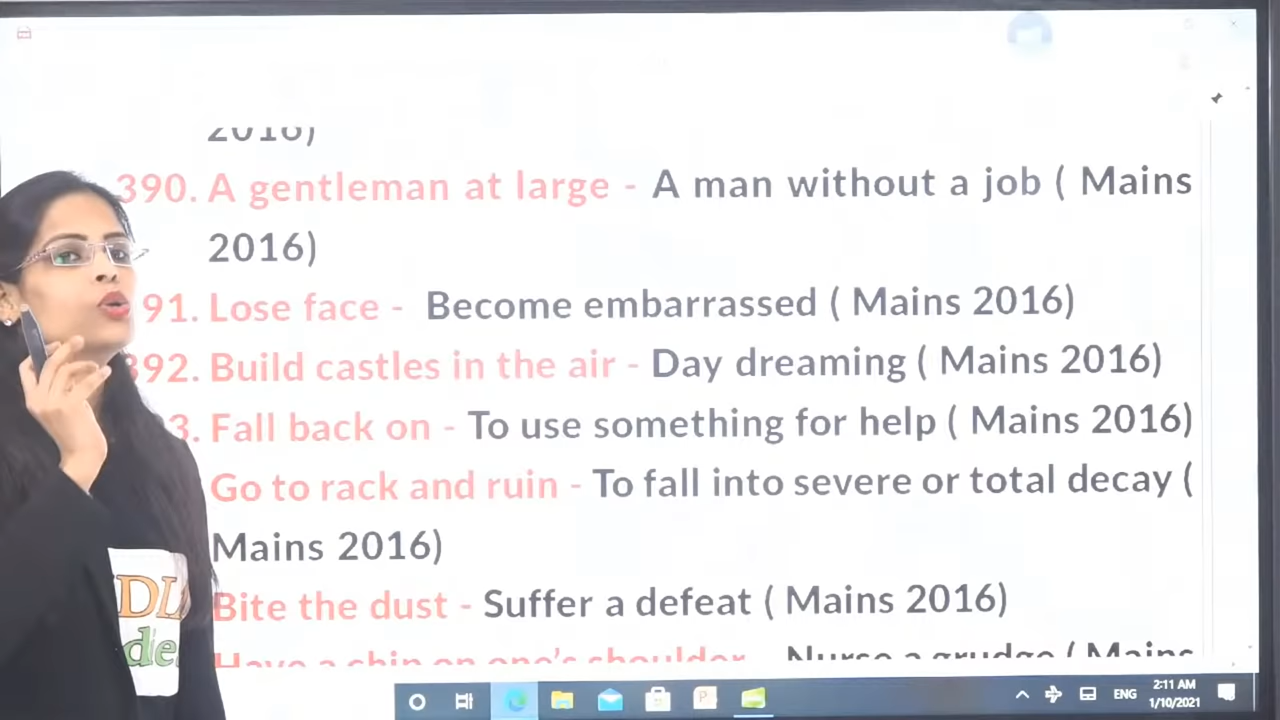 2016)
390. A gentleman at large - A man without a job ( Mains
2016)
91. Lose face - Become embarrassed ( Mains 2016)
392. Build castles in the air - Day dreaming ( Mains 2016)
3. Fall back on - To use something for help ( Mains 2016)
Go to rack and ruin - To fall into severe or total decay (
Mains 2016)
Bite the dust - Suffer a defeat ( Mains 2016)
Have a chip on one's shoulder - Nurse a grudge ( Mains
ENG
2:11 AM
1/10/2021